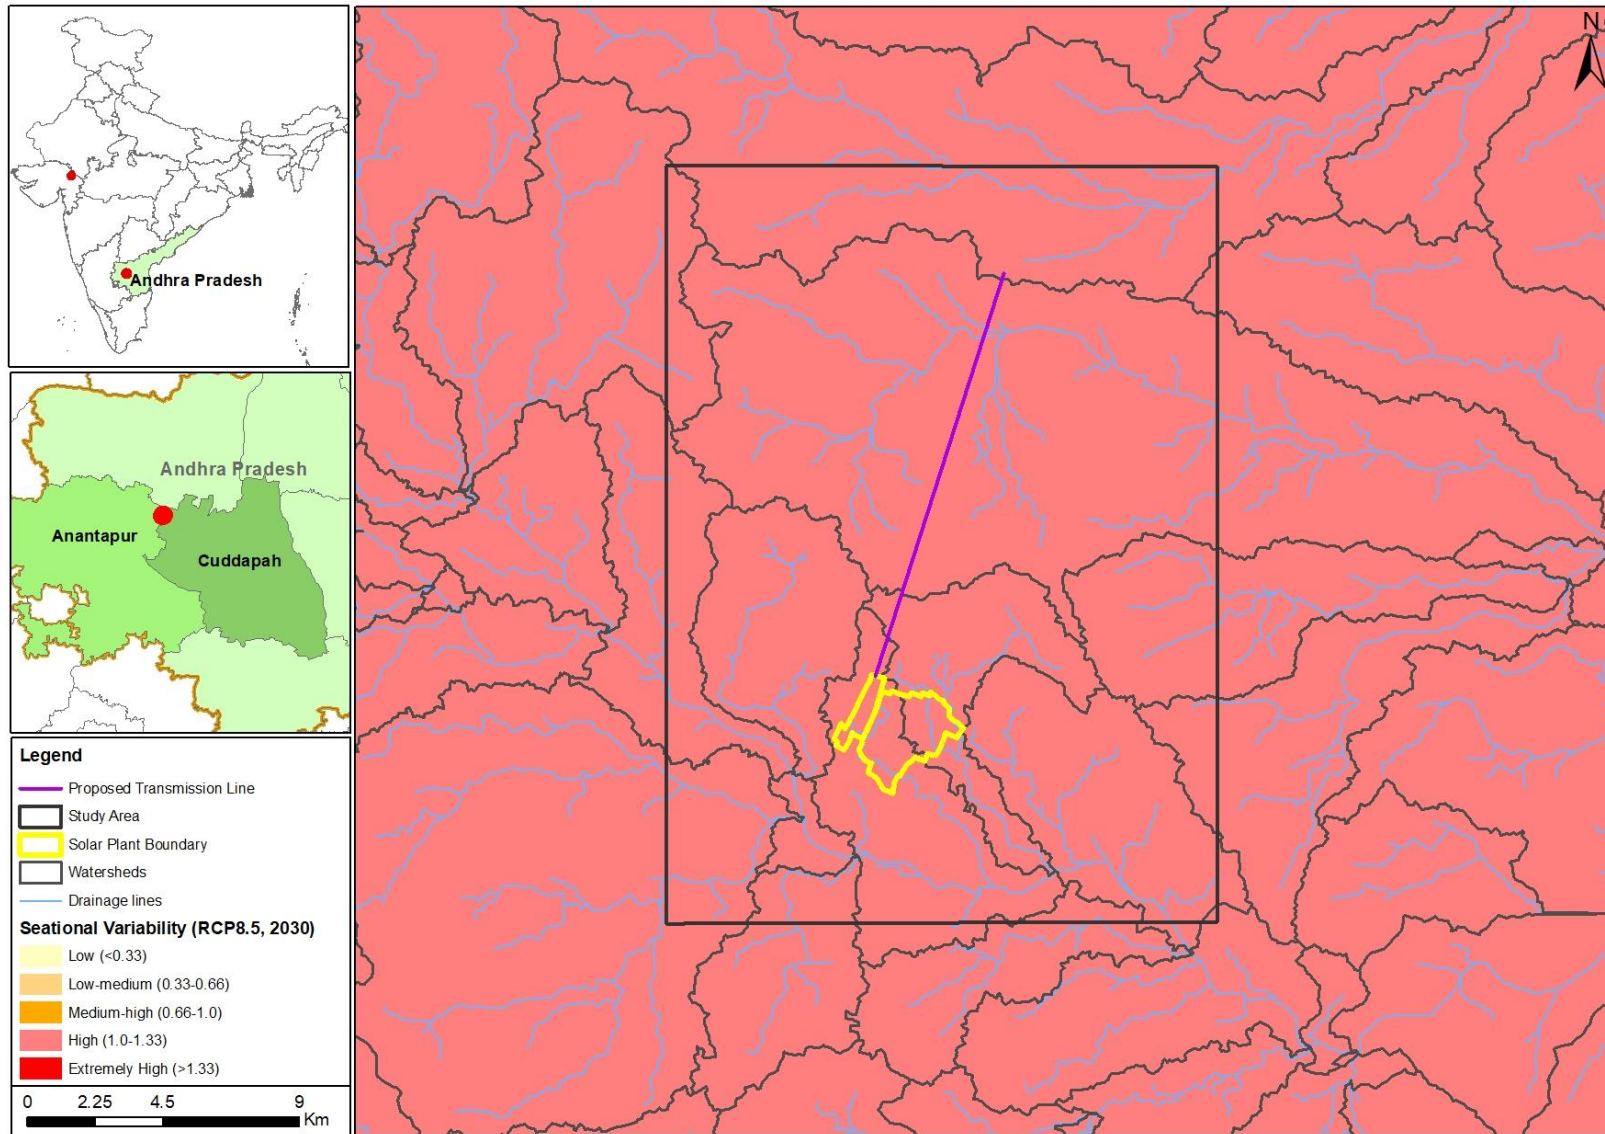 Andhra Pradesh
Andhra Pradesh
Anantapur
Cuddapah
Legend
Proposed Transmission Line
Study Area
Solar Plant Boundary
Watersheds
Drainage lines
Seational Variability (RCP8.5, 2030)
Low (<0.33)
Low-medium (0.33-0.66)
Medium-high (0.66-1.0)
High (1.0-1.33)
Extremely High (>1.33)
0 2.25 4.5 9
Km
N